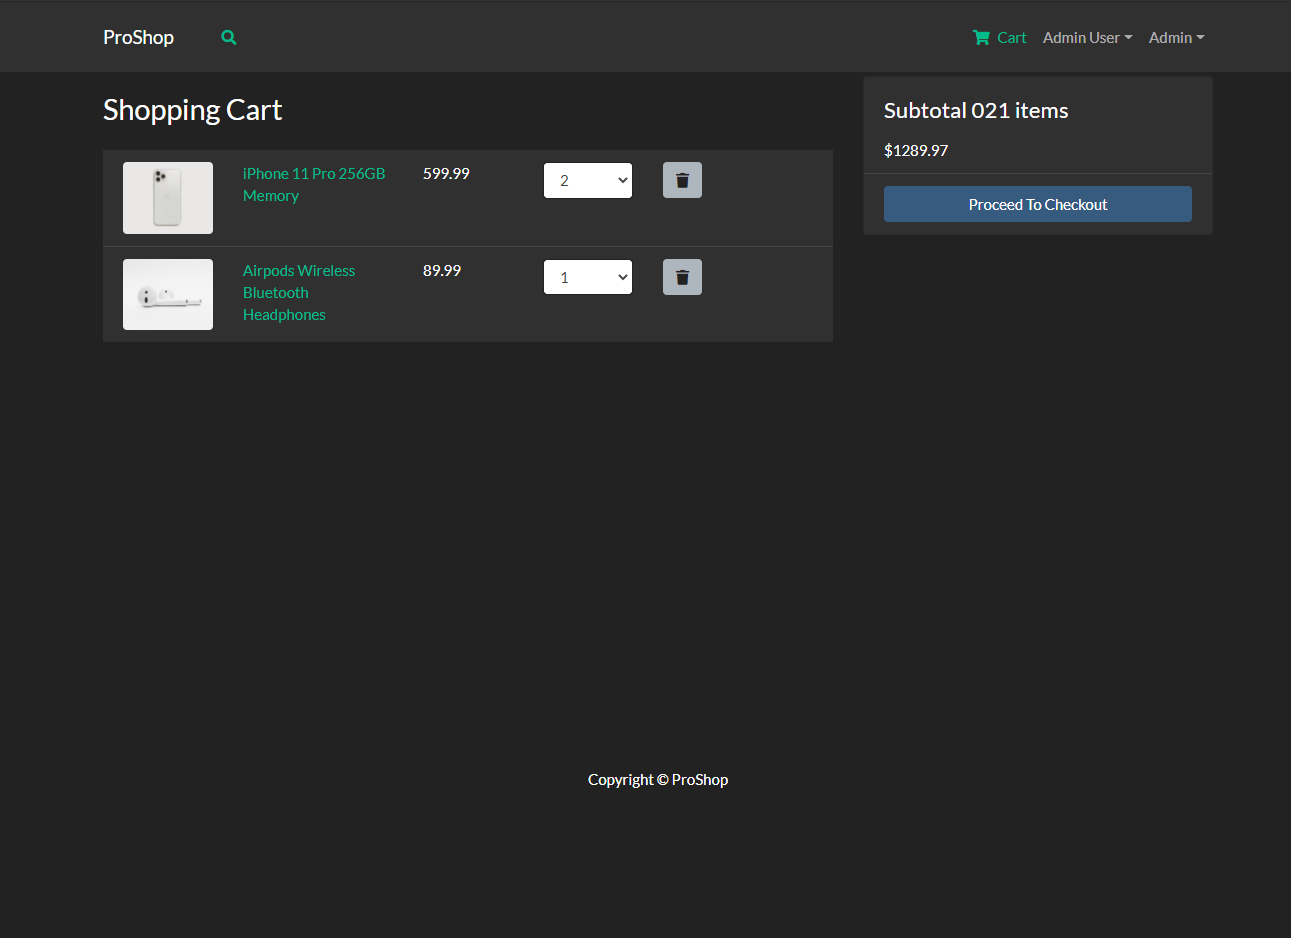 ProShop
Cart Admin User Admin
Shopping Cart
iPhone 11 Pro 256GB
Memory
599.99
2
Airpods Wireless
Bluetooth
Headphones
89.99
1
Subtotal 021 items
$1289.97
Proceed To Checkout
Copyright © ProShop